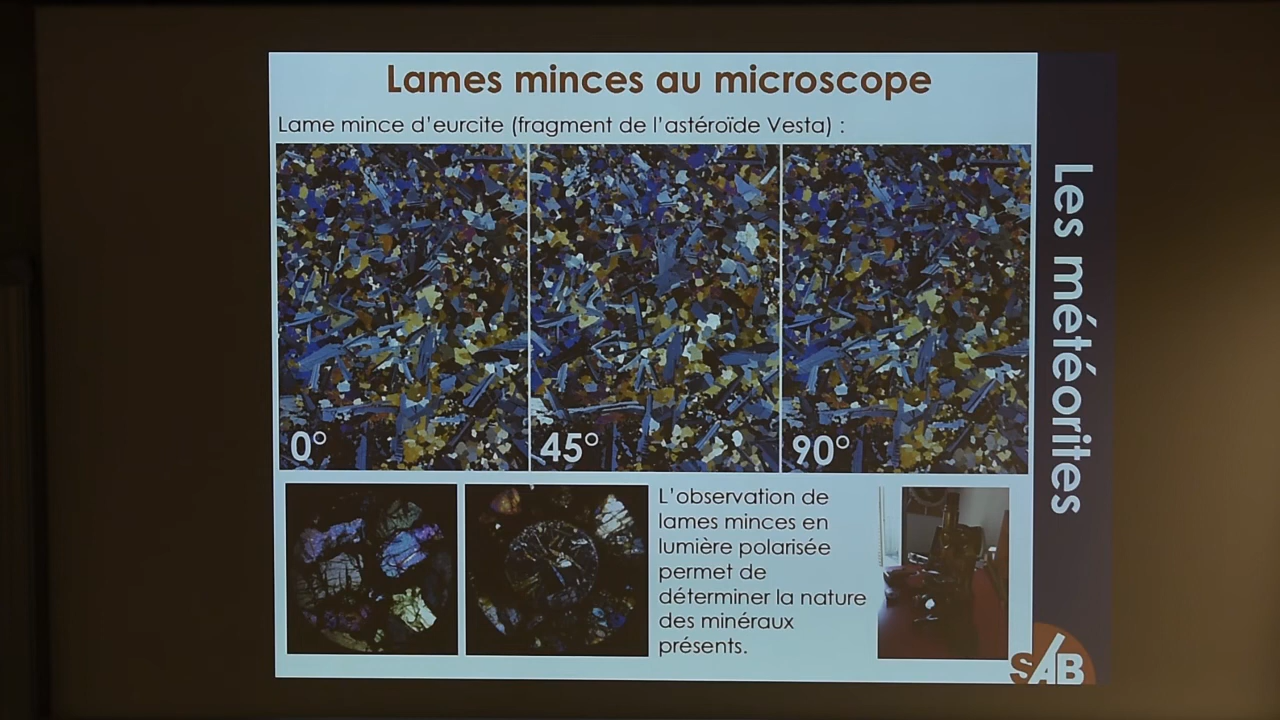 Lames minces au microscope
Lame mince d'eurcite (fragment de l'astéroïde Vesta) :
0°
45°
90°
L'observation de
lames minces en
lumière polarisée
permet de
déterminer la nature
des minéraux
présents.
Les météorites
SAB